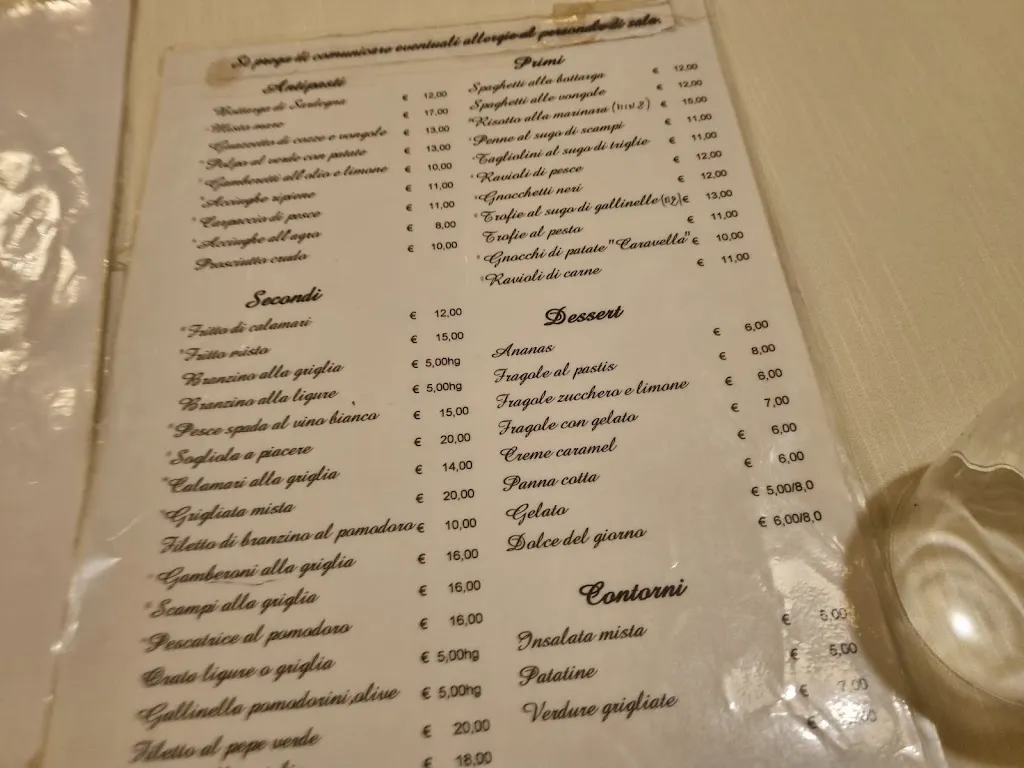 Si prega di comunicare eventuali allergie al personale di sala.
Antipasti
Bottarga di Sardegna € 12,00
*Misto mare € 17,00
Guazzetto di cozze e vongole € 13,00
*Polpo al verde con patate € 13,00
*Gamberetti all'olio e limone € 10,00
*Acciughe ripiene € 11,00
*Carpaccio di pesce € 11,00
*Acciughe all'agro € 8,00
Prosciutto crudo € 10,00
Secondi
*Fritto di calamari € 12,00
*Fritto misto € 15,00
Branzino alla griglia € 5,00hg
Branzino alla ligure € 5,00hg
*Pesce spada al vino bianco € 15,00
*Sogliola a piacere € 20,00
*Calamari alla griglia € 14,00
*Grigliata mista € 20,00
Filetto di branzino al pomodoro € 10,00
*Gamberoni alla griglia € 16,00
*Scampi alla griglia € 16,00
*Pescatrice al pomodoro € 16,00
Orata ligure o griglia € 5,00hg
Gallinella pomodorini,olive € 5,00hg
Filetto al pepe verde € 20,00
€ 18,00
Primi
Spaghetti alla bottarga € 12,00
Spaghetti alle vongole € 12,00
*Risotto alla marinara € 15,00
*Penne al sugo di scampi € 11,00
*Tagliolini al sugo di triglie € 11,00
*Ravioli di pesce € 12,00
*Gnocchetti neri € 12,00
*Trofie al sugo di gallinelle € 13,00
Trofie al pesto € 11,00
*Gnocchi di patate "Caravella" € 10,00
*Ravioli di carne € 11,00
Dessert
Ananas € 6,00
Fragole al pastis € 8,00
Fragole zucchero e limone € 6,00
Fragole con gelato € 7,00
Creme caramel € 6,00
Panna cotta € 6,00
Gelato € 5,00/8,0
Dolce del giorno € 6,00/8,0
Contorni
Insalata mista €
Patatine € 5,00
Verdure grigliate € 7,00
€